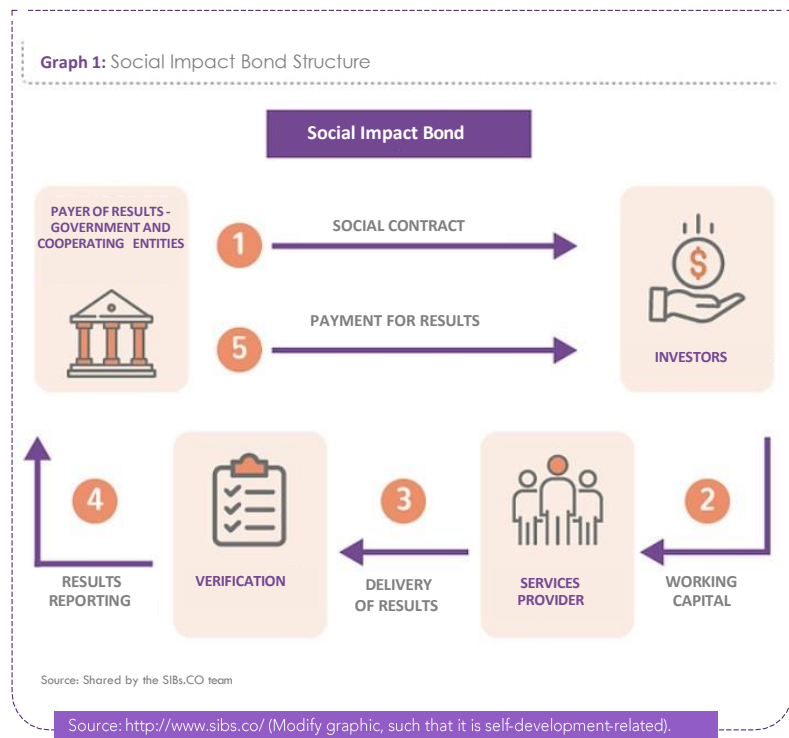 Graph 1: Social Impact Bond Structure
Social Impact Bond
PAYER OF RESULTS -
GOVERNMENT AND
COOPERATING ENTITIES
1
SOCIAL CONTRACT
5
PAYMENT FOR RESULTS
$
INVESTORS
2
WORKING
CAPITAL
SERVICES
PROVIDER
3
DELIVERY
OF RESULTS
VERIFICATION
4
RESULTS
REPORTING
Source: Shared by the SIBs.CO team
Source: http://www.sibs.co/ (Modify graphic, such that it is self-development-related).